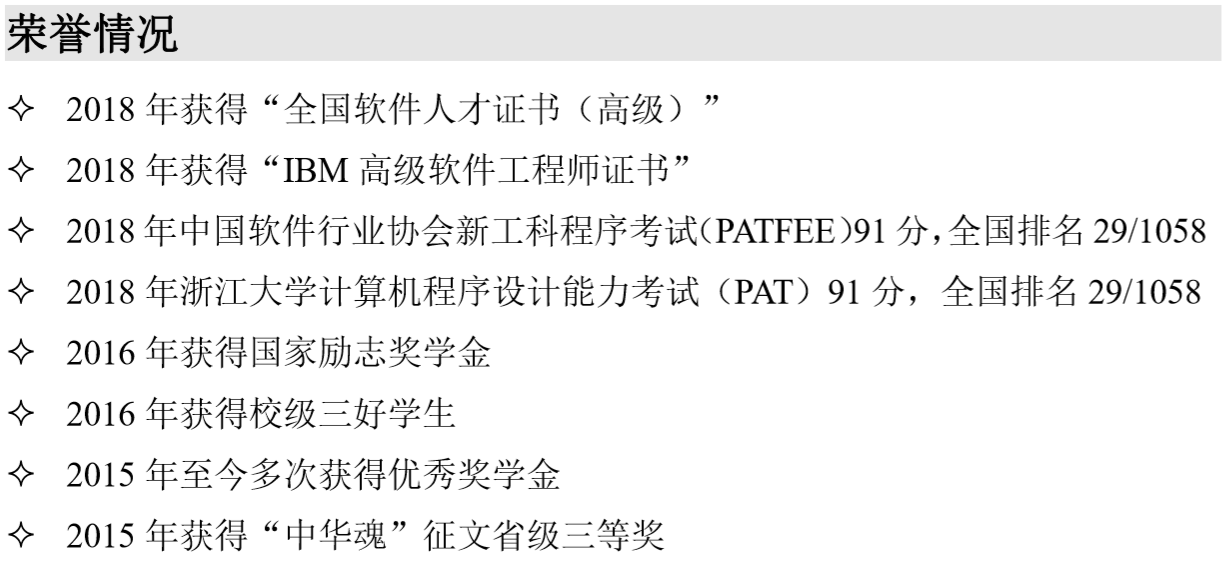 荣誉情况
✧ 2018 年获得“全国软件人才证书（高级）”
✧ 2018 年获得“IBM 高级软件工程师证书”
✧ 2018 年中国软件行业协会新工科程序考试(PATFEE)91 分,全国排名 29/1058
✧ 2018 年浙江大学计算机程序设计能力考试（PAT）91 分，全国排名 29/1058
✧ 2016 年获得国家励志奖学金
✧ 2016 年获得校级三好学生
✧ 2015 年至今多次获得优秀奖学金
✧ 2015 年获得“中华魂”征文省级三等奖